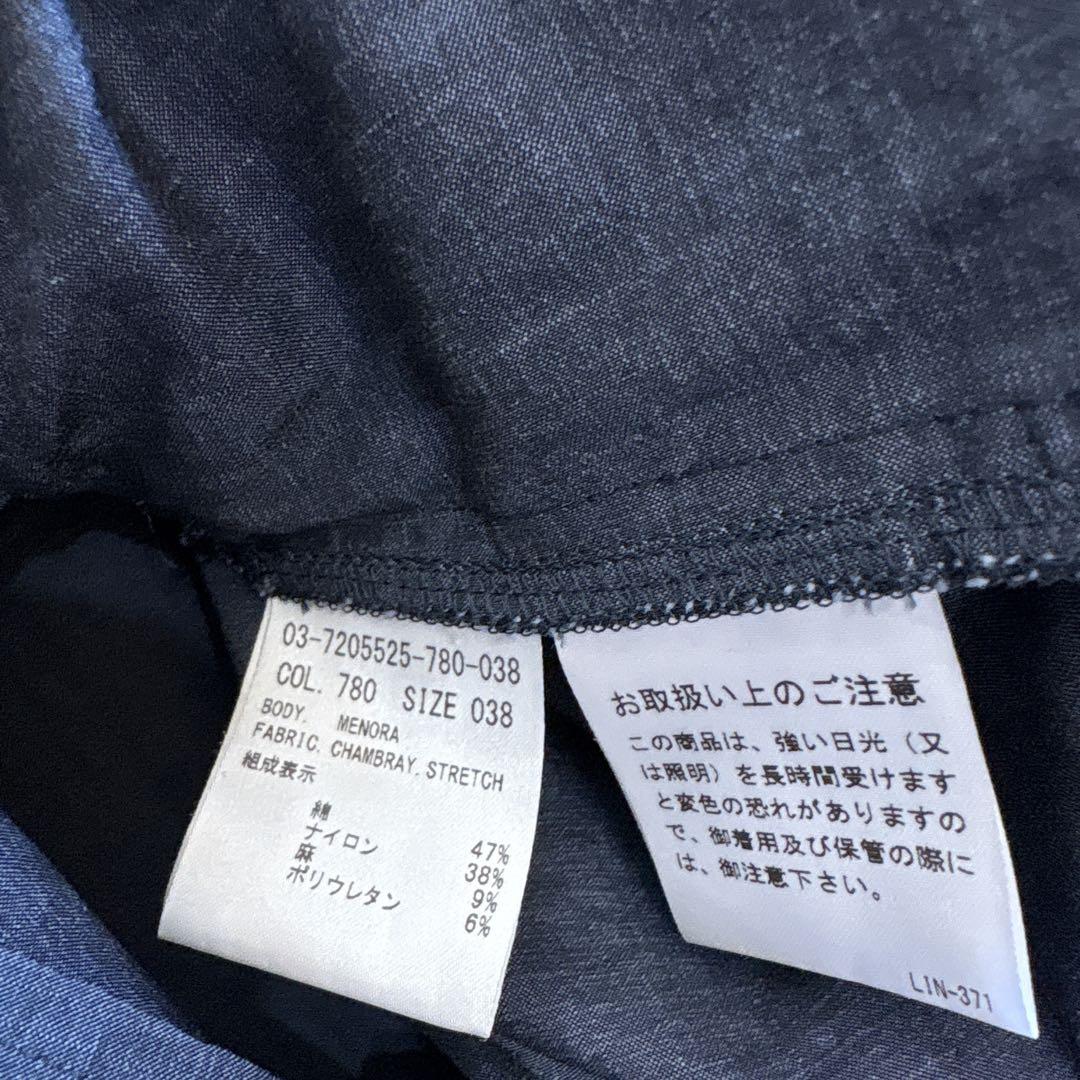 03-7205525-780-038
COL. 780 SIZE 038
BODY. MENORA
FABRIC. CHAMBRAY. STRETCH
組成表示
綿 47%
ナイロン 38%
麻 9%
ポリウレタン 6%
お取扱い上のご注意
この商品は、強い日光（又
は照明）を長時間受けます
と変色の恐れがありますの
で、御着用及び保管の際に
は、御注意下さい。
LIN-371